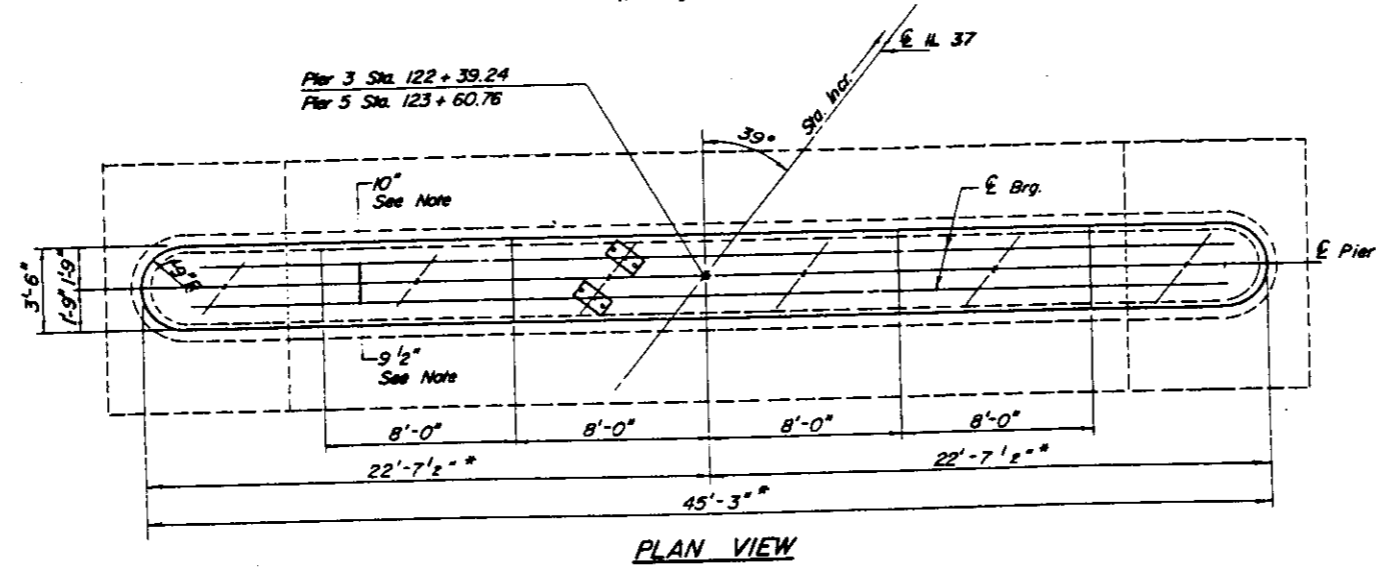 ℄ IL 37
Pier 3 Sta. 122 + 39.24
Pier 5 Sta. 123 + 60.76
Sta. Incr.
39°
10"
See Note
℄ Brg.
℄ Pier
3'-6"
1'-9" 1'-9"
1'-9" R
9 1/2"
See Note
8'-0" 8'-0" 8'-0" 8'-0"
22'-7 1/2" * 22'-7 1/2" *
45'-3" *
PLAN VIEW